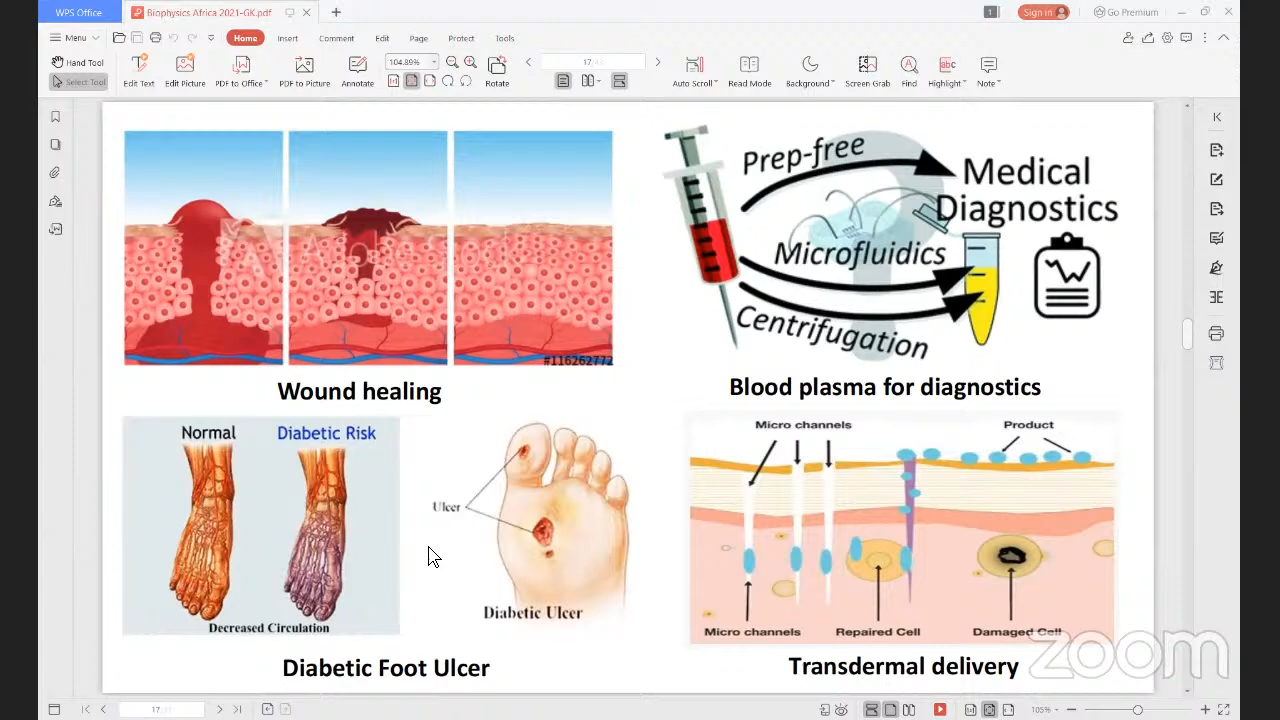 WPS Office
Biophysics Africa 2021-GK.pdf
1
Sign in
Go Premium
Menu
Home
Insert
Comment
Edit
Page
Protect
Tools
Hand Tool
Select Tool
Edit Text
Edit Picture
PDF to Office
PDF to Picture
Annotate
104.89%
Rotate
Auto Scroll
Read Mode
Background
Screen Grab
Find
Highlight
Note
#116262772
Wound healing
Prep-free
Microfluidics
Centrifugation
Medical
Diagnostics
Blood plasma for diagnostics
Normal
Diabetic Risk
Decreased Circulation
Ulcer
Diabetic Ulcer
Diabetic Foot Ulcer
Micro channels
Product
Micro channels
Repaired Cell
Damaged Cell
Transdermal delivery
zoom
105%